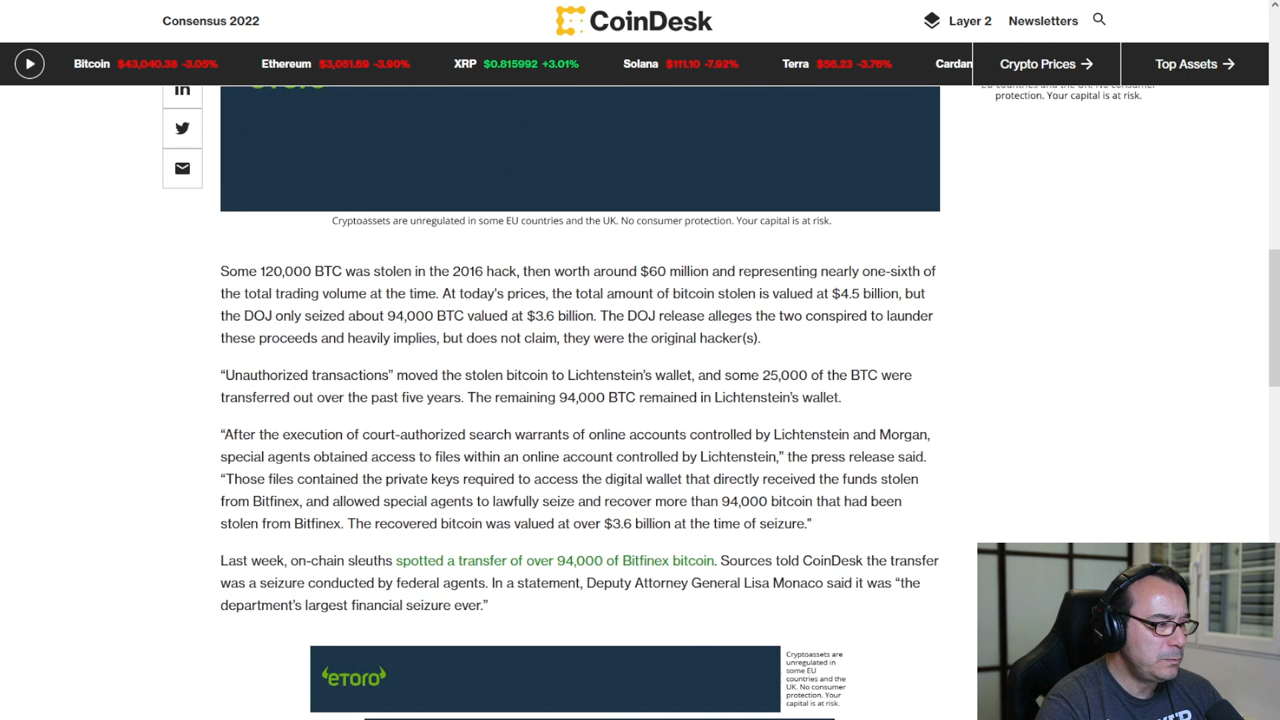 Consensus 2022
CoinDesk
Layer 2
Newsletters
Bitcoin $43,040.38 -3.05%
Ethereum $3,051.69 -3.90%
XRP $0.815992 +3.01%
Solana $111.10 -7.92%
Terra $56.23 -3.76%
Cardan
Crypto Prices →
Top Assets →
in
EU countries and the UK. No consumer
protection. Your capital is at risk.
Cryptoassets are unregulated in some EU countries and the UK. No consumer protection. Your capital is at risk.
Some 120,000 BTC was stolen in the 2016 hack, then worth around $60 million and representing nearly one-sixth of
the total trading volume at the time. At today’s prices, the total amount of bitcoin stolen is valued at $4.5 billion, but
the DOJ only seized about 94,000 BTC valued at $3.6 billion. The DOJ release alleges the two conspired to launder
these proceeds and heavily implies, but does not claim, they were the original hacker(s).
“Unauthorized transactions” moved the stolen bitcoin to Lichtenstein’s wallet, and some 25,000 of the BTC were
transferred out over the past five years. The remaining 94,000 BTC remained in Lichtenstein’s wallet.
“After the execution of court-authorized search warrants of online accounts controlled by Lichtenstein and Morgan,
special agents obtained access to files within an online account controlled by Lichtenstein,” the press release said.
“Those files contained the private keys required to access the digital wallet that directly received the funds stolen
from Bitfinex, and allowed special agents to lawfully seize and recover more than 94,000 bitcoin that had been
stolen from Bitfinex. The recovered bitcoin was valued at over $3.6 billion at the time of seizure.”
Last week, on-chain sleuths spotted a transfer of over 94,000 of Bitfinex bitcoin. Sources told CoinDesk the transfer
was a seizure conducted by federal agents. In a statement, Deputy Attorney General Lisa Monaco said it was “the
department’s largest financial seizure ever.”
eToro
Cryptoassets are
unregulated in
some EU
countries and the
UK. No consumer
protection. Your
capital is at risk.